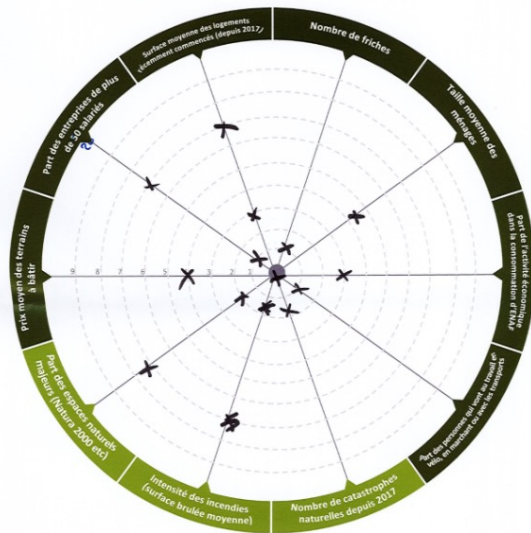 Surface moyenne des logements
récemment commencés (depuis 2017)
Nombre de friches
Taille moyenne des
ménages
Part de l'activité économique
dans la consommation d'ENAF
Part des personnes qui vont au travail en
vélo, en marchant ou avec les transports
Nombre de catastrophes
naturelles depuis 2017
Intensité des incendies
(surface brulée moyenne)
Part des espaces naturels
majeurs (Natura 2000 etc)
Prix moyen des terrains
à bâtir
Part des entreprises de plus
de 50 salariés
9 8 7 6 5 3 2 1